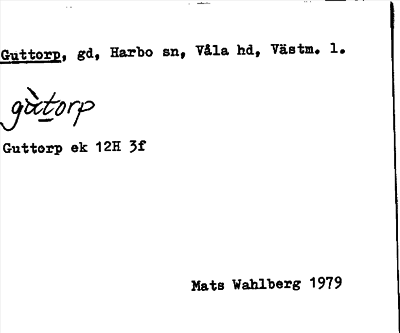 Guttorp, gd, Harbo sn, Våla hd, Västm. l.
gùtorp
Guttorp ek 12H 3f
Mats Wahlberg 1979